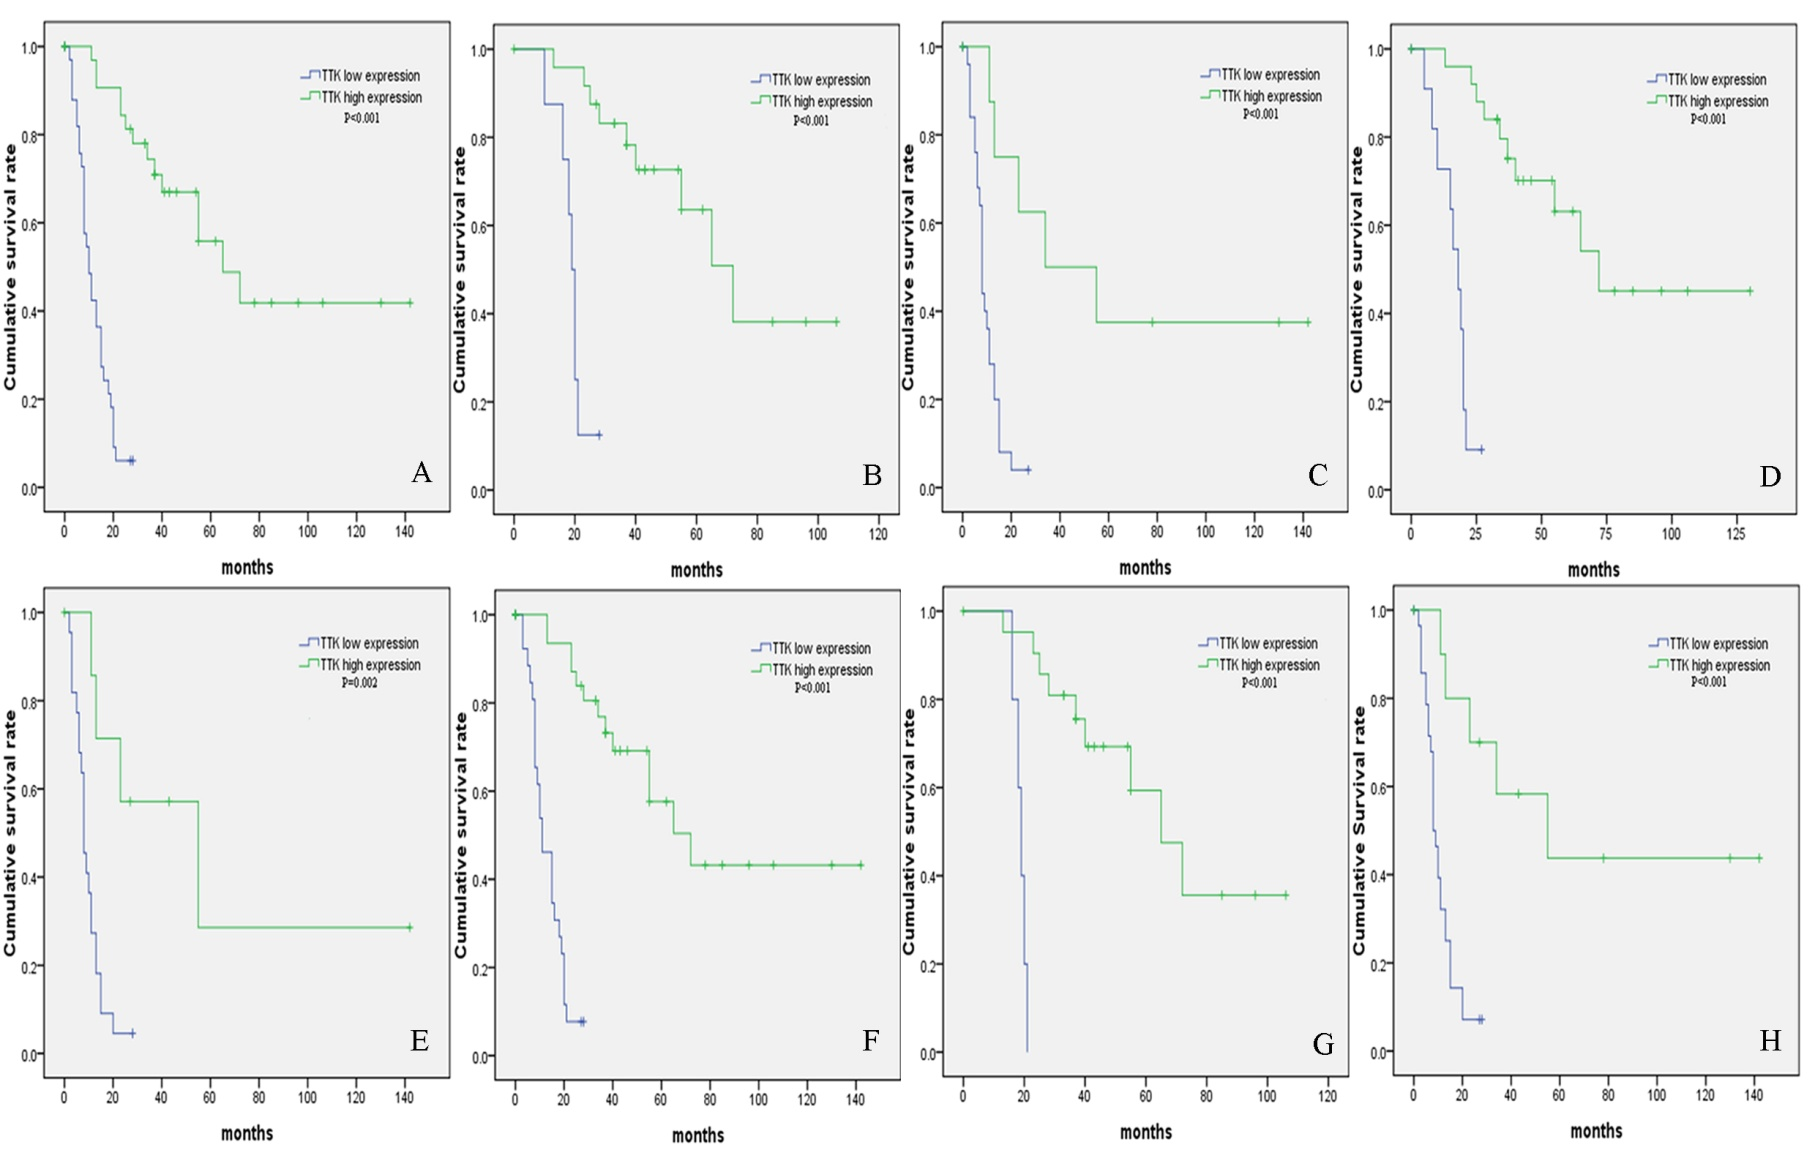 Cumulative survival rate
1.0
0.8
0.6
0.4
0.2
0.0
TTK low expression
TTK high expression
P<0.001
A
0 20 40 60 80 100 120 140
months
Cumulative survival rate
1.0
0.8
0.6
0.4
0.2
0.0
TTK low expression
TTK high expression
P<0.001
B
0 20 40 60 80 100 120
months
Cumulative survival rate
1.0
0.8
0.6
0.4
0.2
0.0
TTK low expression
TTK high expression
P<0.001
C
0 20 40 60 80 100 120 140
months
Cumulative survival rate
1.0
0.8
0.6
0.4
0.2
0.0
TTK low expression
TTK high expression
P<0.001
D
0 25 50 75 100 125
months
Cumulative survival rate
1.0
0.8
0.6
0.4
0.2
0.0
TTK low expression
TTK high expression
P=0.002
E
0 20 40 60 80 100 120 140
months
Cumulative survival rate
1.0
0.8
0.6
0.4
0.2
0.0
TTK low expression
TTK high expression
P<0.001
F
0 20 40 60 80 100 120 140
months
Cumulative survival rate
1.0
0.8
0.6
0.4
0.2
0.0
TTK low expression
TTK high expression
P<0.001
G
0 20 40 60 80 100 120
months
Cumulative Survival rate
1.0
0.8
0.6
0.4
0.2
0.0
TTK low expression
TTK high expression
P<0.001
H
0 20 40 60 80 100 120 140
months